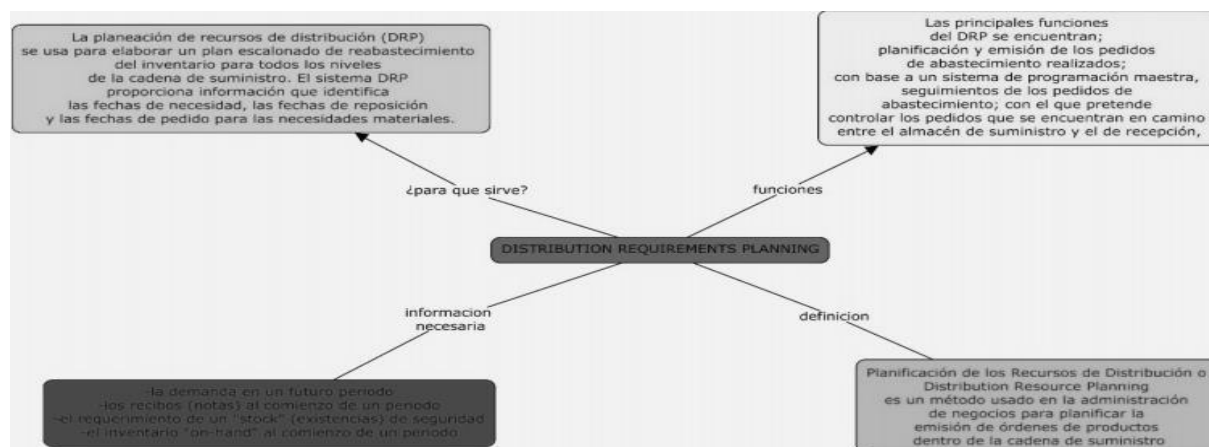 La planeación de recursos de distribución (DRP)
se usa para elaborar un plan escalonado de reabastecimiento
del inventario para todos los niveles
de la cadena de suministro. El sistema DRP
proporciona información que identifica
las fechas de necesidad, las fechas de reposición
y las fechas de pedido para las necesidades materiales.
Las principales funciones
del DRP se encuentran;
planificación y emisión de los pedidos
de abastecimiento realizados;
con base a un sistema de programación maestra,
seguimientos de los pedidos de
abastecimiento; con el que pretende
controlar los pedidos que se encuentran en camino
entre el almacén de suministro y el de recepción,
¿para que sirve?
funciones
DISTRIBUTION REQUIREMENTS PLANNING
informacion
necesaria
definicion
-la demanda en un futuro periodo
-los recibos (notas) al comienzo de un periodo
-el requerimiento de un "stock" (existencias) de seguridad
-el inventario "on-hand" al comienzo de un periodo
Planificación de los Recursos de Distribución o
Distribution Resource Planning
es un método usado en la administración
de negocios para planificar la
emisión de órdenes de productos
dentro de la cadena de suministro